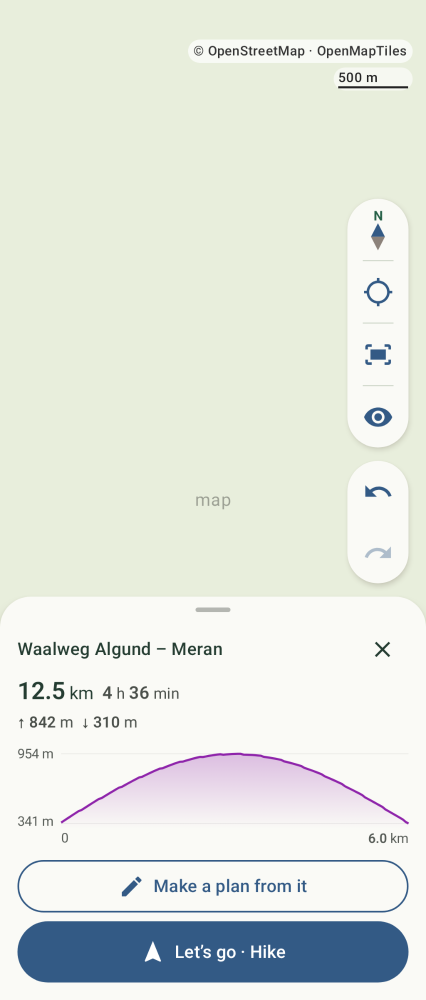 © OpenStreetMap · OpenMapTiles
500 m
N
map
Waalweg Algund – Meran
12.5 km 4 h 36 min
↑ 842 m ↓ 310 m
954 m
341 m
0 6.0 km
Make a plan from it
Let's go · Hike